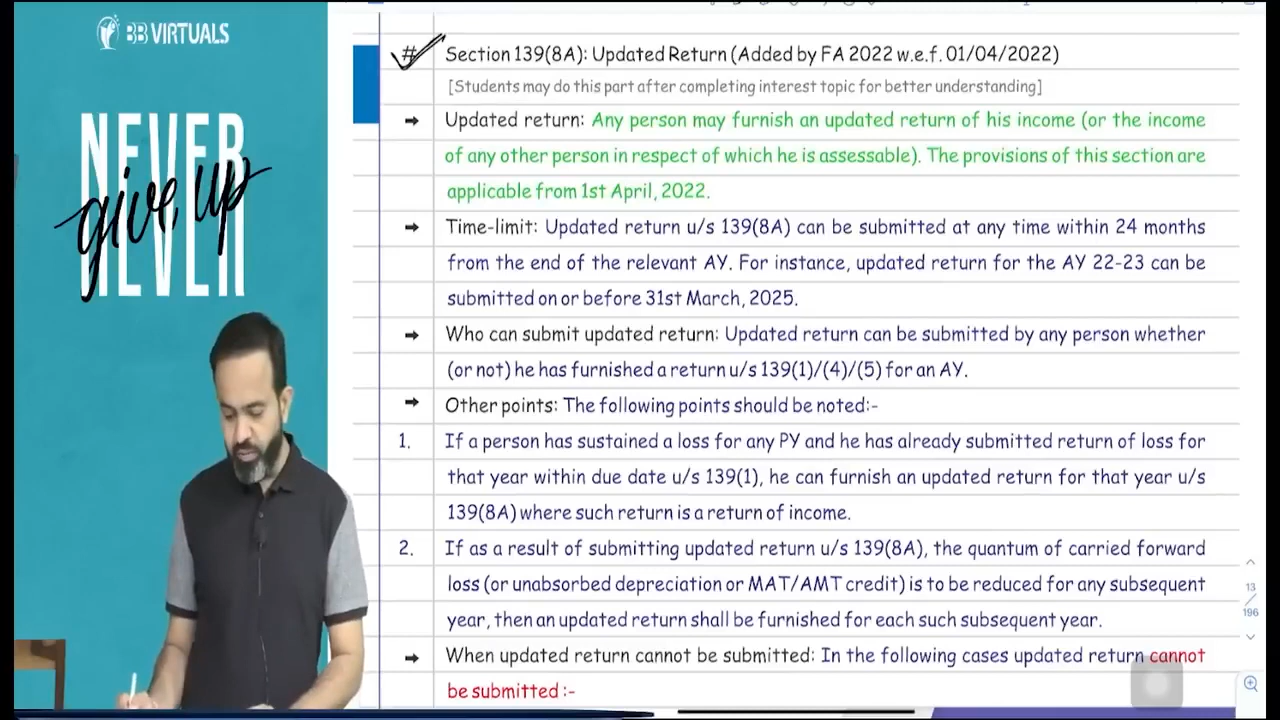 BB VIRTUALS
NEVER
give up
NEVER
# Section 139(8A): Updated Return (Added by FA 2022 w.e.f. 01/04/2022)
[Students may do this part after completing interest topic for better understanding]
➞ Updated return: Any person may furnish an updated return of his income (or the income
of any other person in respect of which he is assessable). The provisions of this section are
applicable from 1st April, 2022.
➞ Time-limit: Updated return u/s 139(8A) can be submitted at any time within 24 months
from the end of the relevant AY. For instance, updated return for the AY 22-23 can be
submitted on or before 31st March, 2025.
➞ Who can submit updated return: Updated return can be submitted by any person whether
(or not) he has furnished a return u/s 139(1)/(4)/(5) for an AY.
➞ Other points: The following points should be noted:-
1. If a person has sustained a loss for any PY and he has already submitted return of loss for
that year within due date u/s 139(1), he can furnish an updated return for that year u/s
139(8A) where such return is a return of income.
2. If as a result of submitting updated return u/s 139(8A), the quantum of carried forward
loss (or unabsorbed depreciation or MAT/AMT credit) is to be reduced for any subsequent
year, then an updated return shall be furnished for each such subsequent year.
➞ When updated return cannot be submitted: In the following cases updated return cannot
be submitted :-
13
/
196